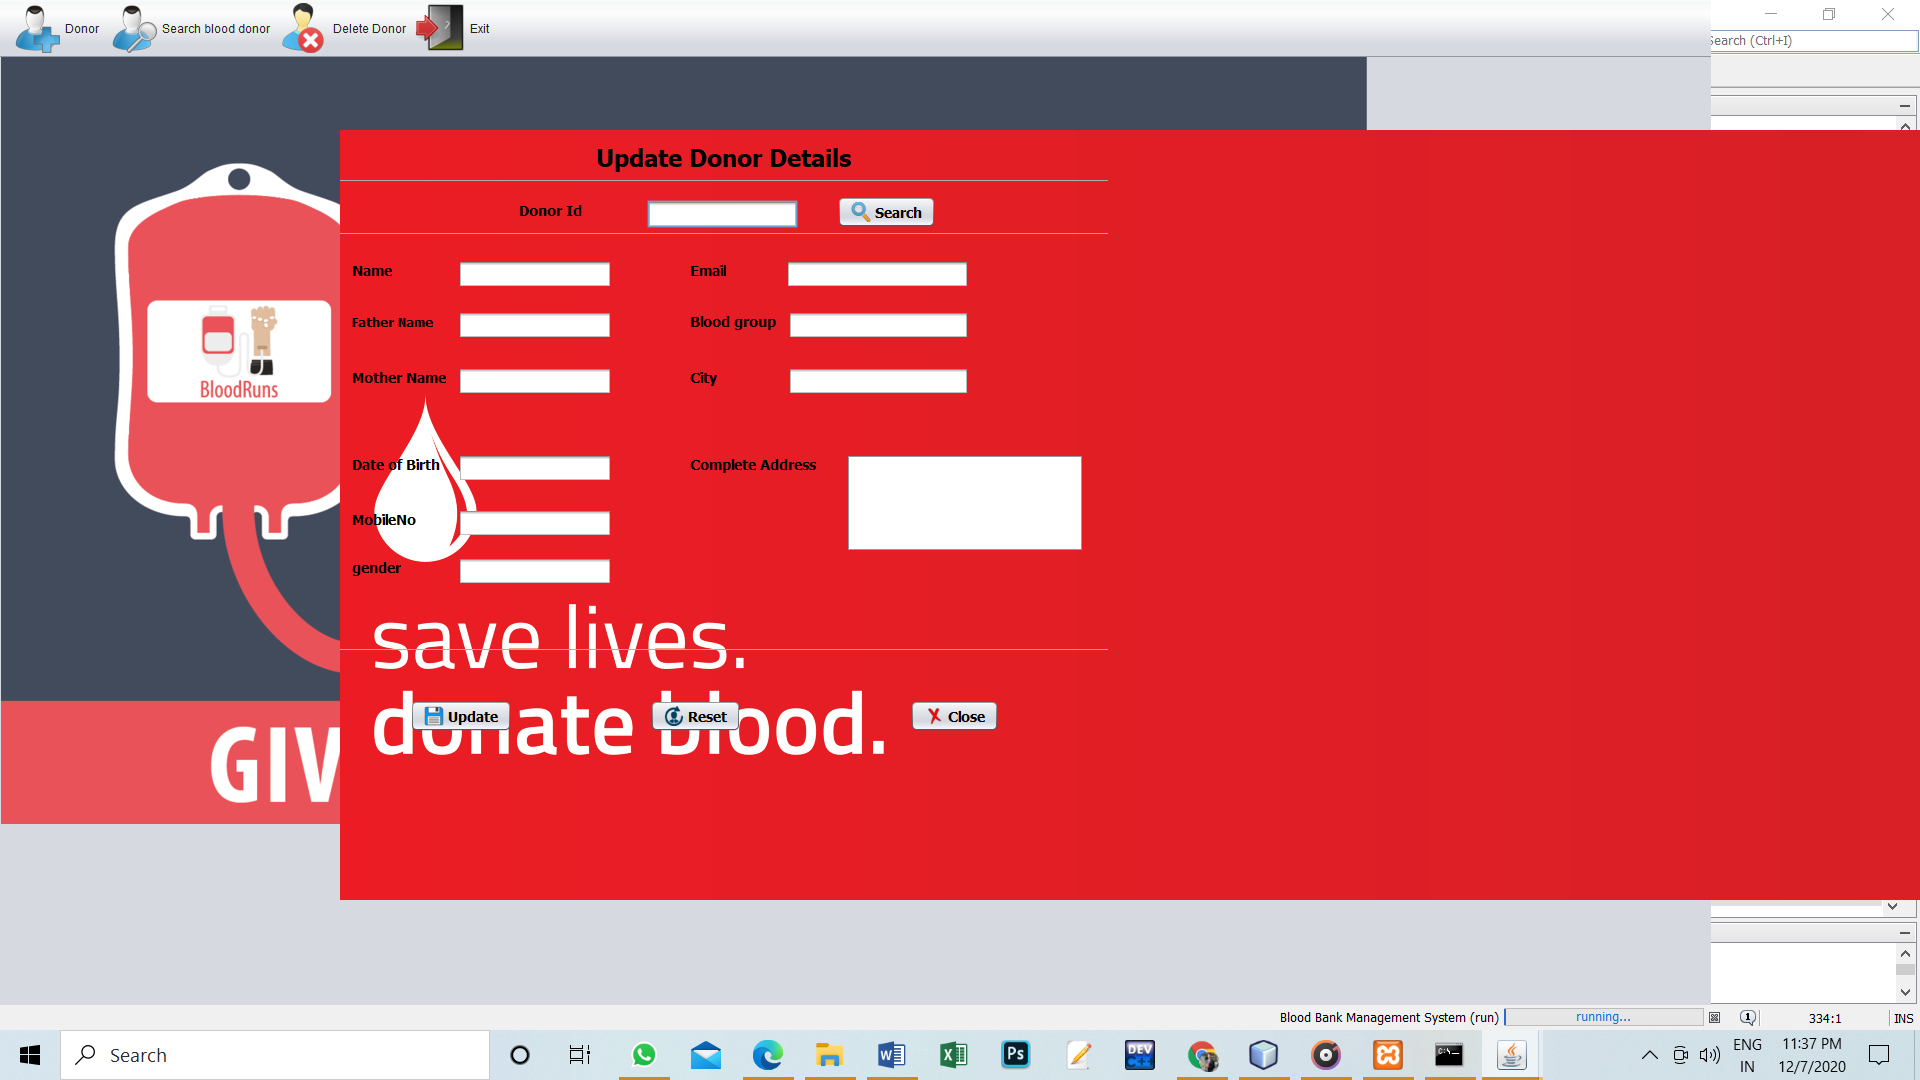 Donor Search blood donor Delete Donor Exit
Search (Ctrl+I)
Update Donor Details
Donor Id Search
Name Email
Father Name Blood group
Mother Name City
BloodRuns
Date of Birth Complete Address
MobileNo
gender
save lives.
donate blood.
Update Reset Close
GIV
Blood Bank Management System (run) running... 1 334:1 INS
Search
Ps
DEV
C++
C:\._
ENG
IN
11:37 PM
12/7/2020